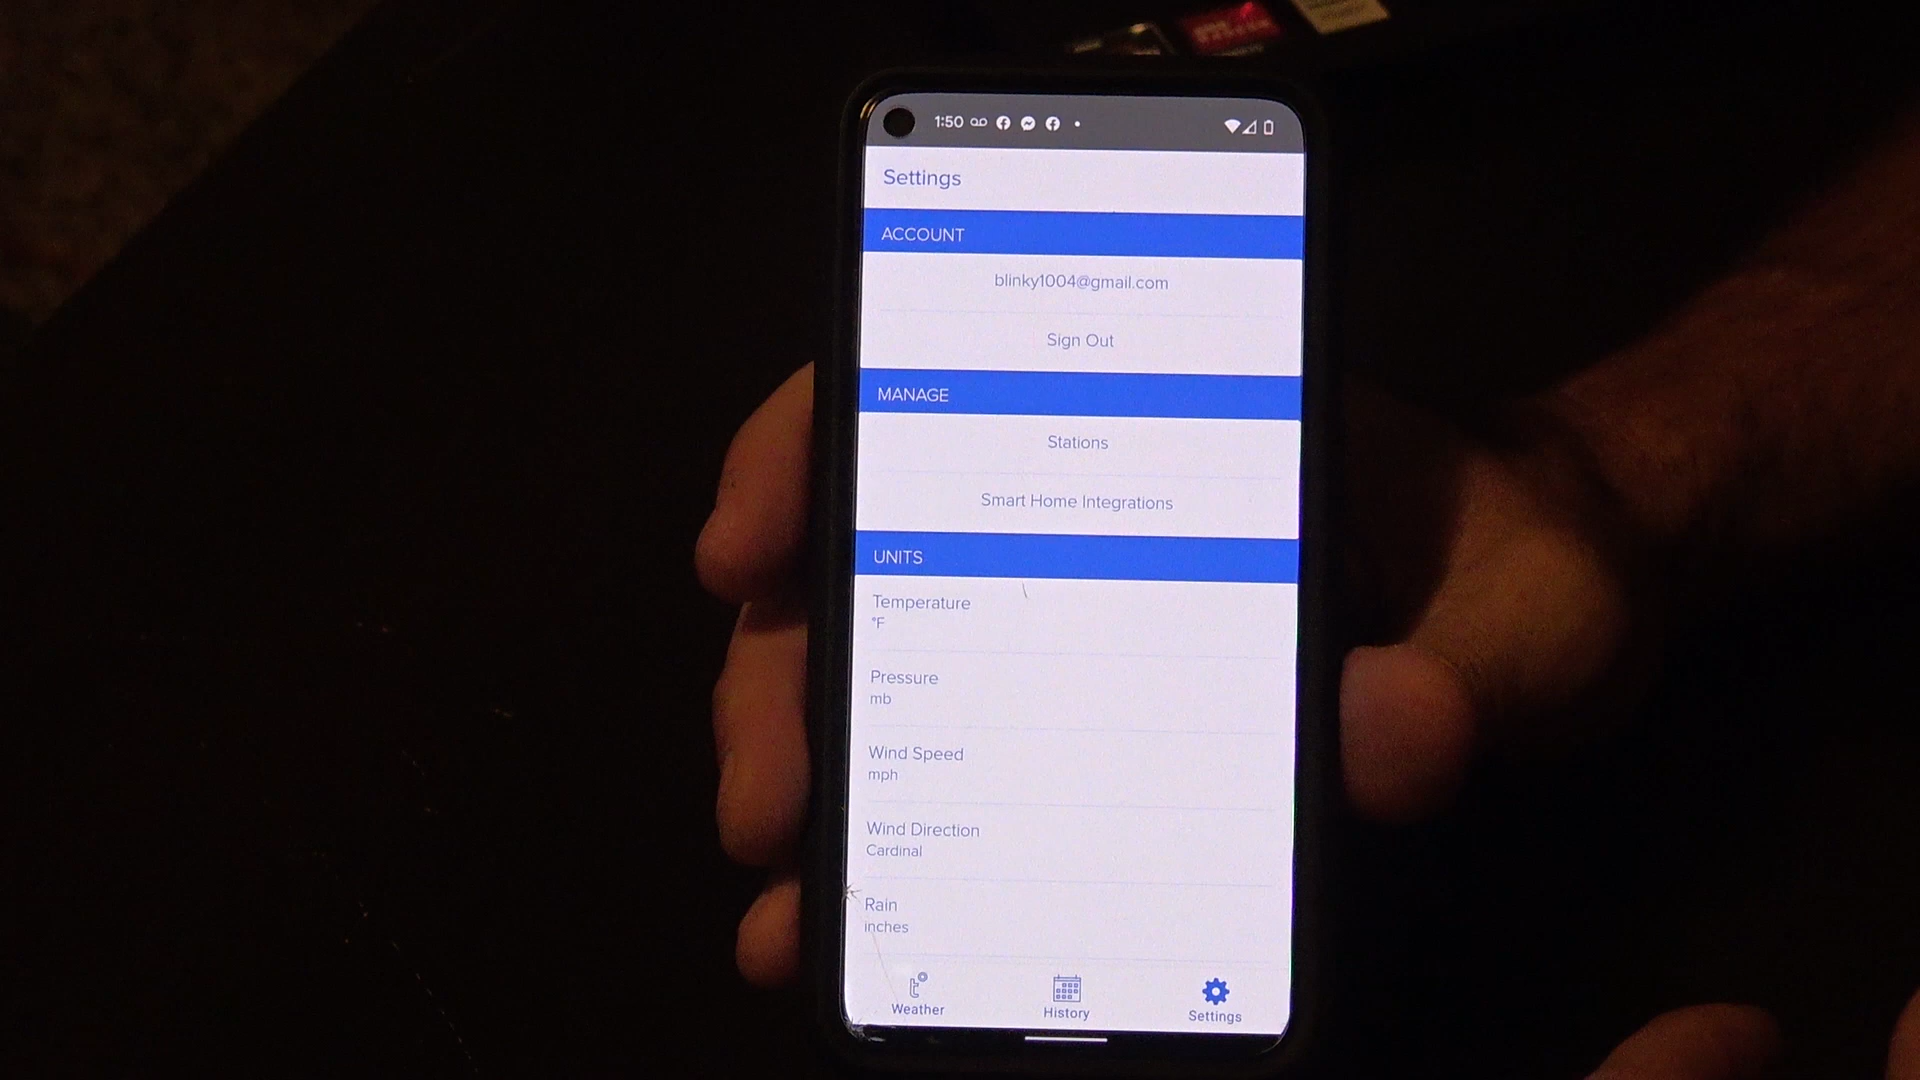 1:50
Settings
ACCOUNT
blinky1004@gmail.com
Sign Out
MANAGE
Stations
Smart Home Integrations
UNITS
Temperature
°F
Pressure
mb
Wind Speed
mph
Wind Direction
Cardinal
Rain
inches
Weather
History
Settings